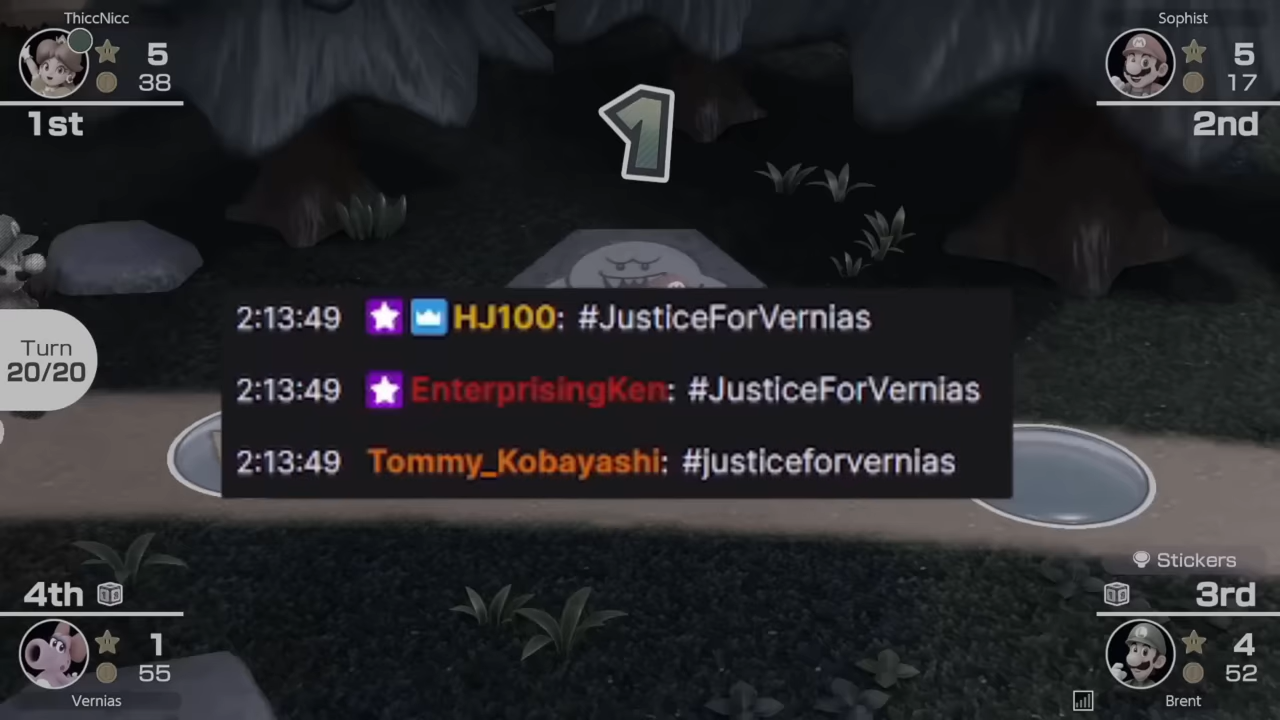 ThiccNicc
5
38
1st
Sophist
5
17
2nd
1
Turn
20/20
2:13:49 HJ100: #JusticeForVernias
2:13:49 EnterprisingKen: #JusticeForVernias
2:13:49 Tommy_Kobayashi: #justiceforvernias
4th
1
55
Vernias
Stickers
3rd
4
52
Brent